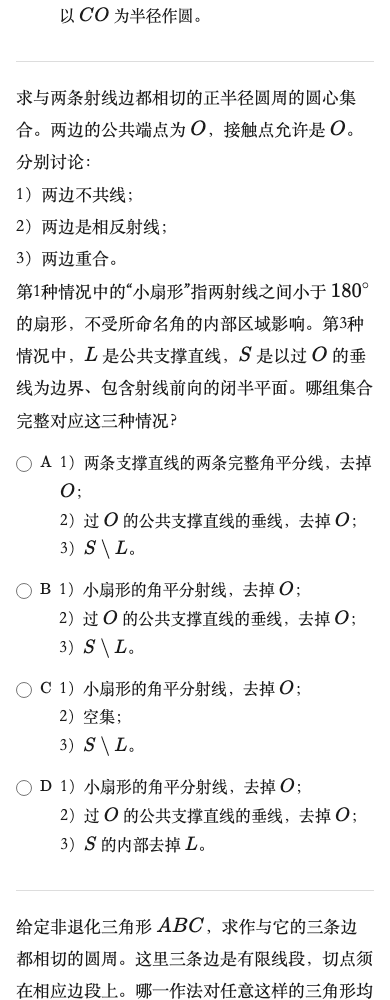 以 CO 为半径作圆。
求与两条射线边都相切的正半径圆周的圆心集
合。两边的公共端点为 O，接触点允许是 O。
分别讨论：
1）两边不共线；
2）两边是相反射线；
3）两边重合。
第1种情况中的“小扇形”指两射线之间小于 180°
的扇形，不受所命名角的内部区域影响。第3种
情况中，L 是公共支撑直线，S 是以过 O 的垂
线为边界、包含射线前向的闭半平面。哪组集合
完整对应这三种情况？
A 1）两条支撑直线的两条完整角平分线，去掉
O；
2）过 O 的公共支撑直线的垂线，去掉 O；
3）S \ L。
B 1）小扇形的角平分射线，去掉 O；
2）过 O 的公共支撑直线的垂线，去掉 O；
3）S \ L。
C 1）小扇形的角平分射线，去掉 O；
2）空集；
3）S \ L。
D 1）小扇形的角平分射线，去掉 O；
2）过 O 的公共支撑直线的垂线，去掉 O；
3）S 的内部去掉 L。
给定非退化三角形 ABC，求作与它的三条边
都相切的圆周。这里三条边是有限线段，切点须
在相应边段上。哪一作法对任意这样的三角形均